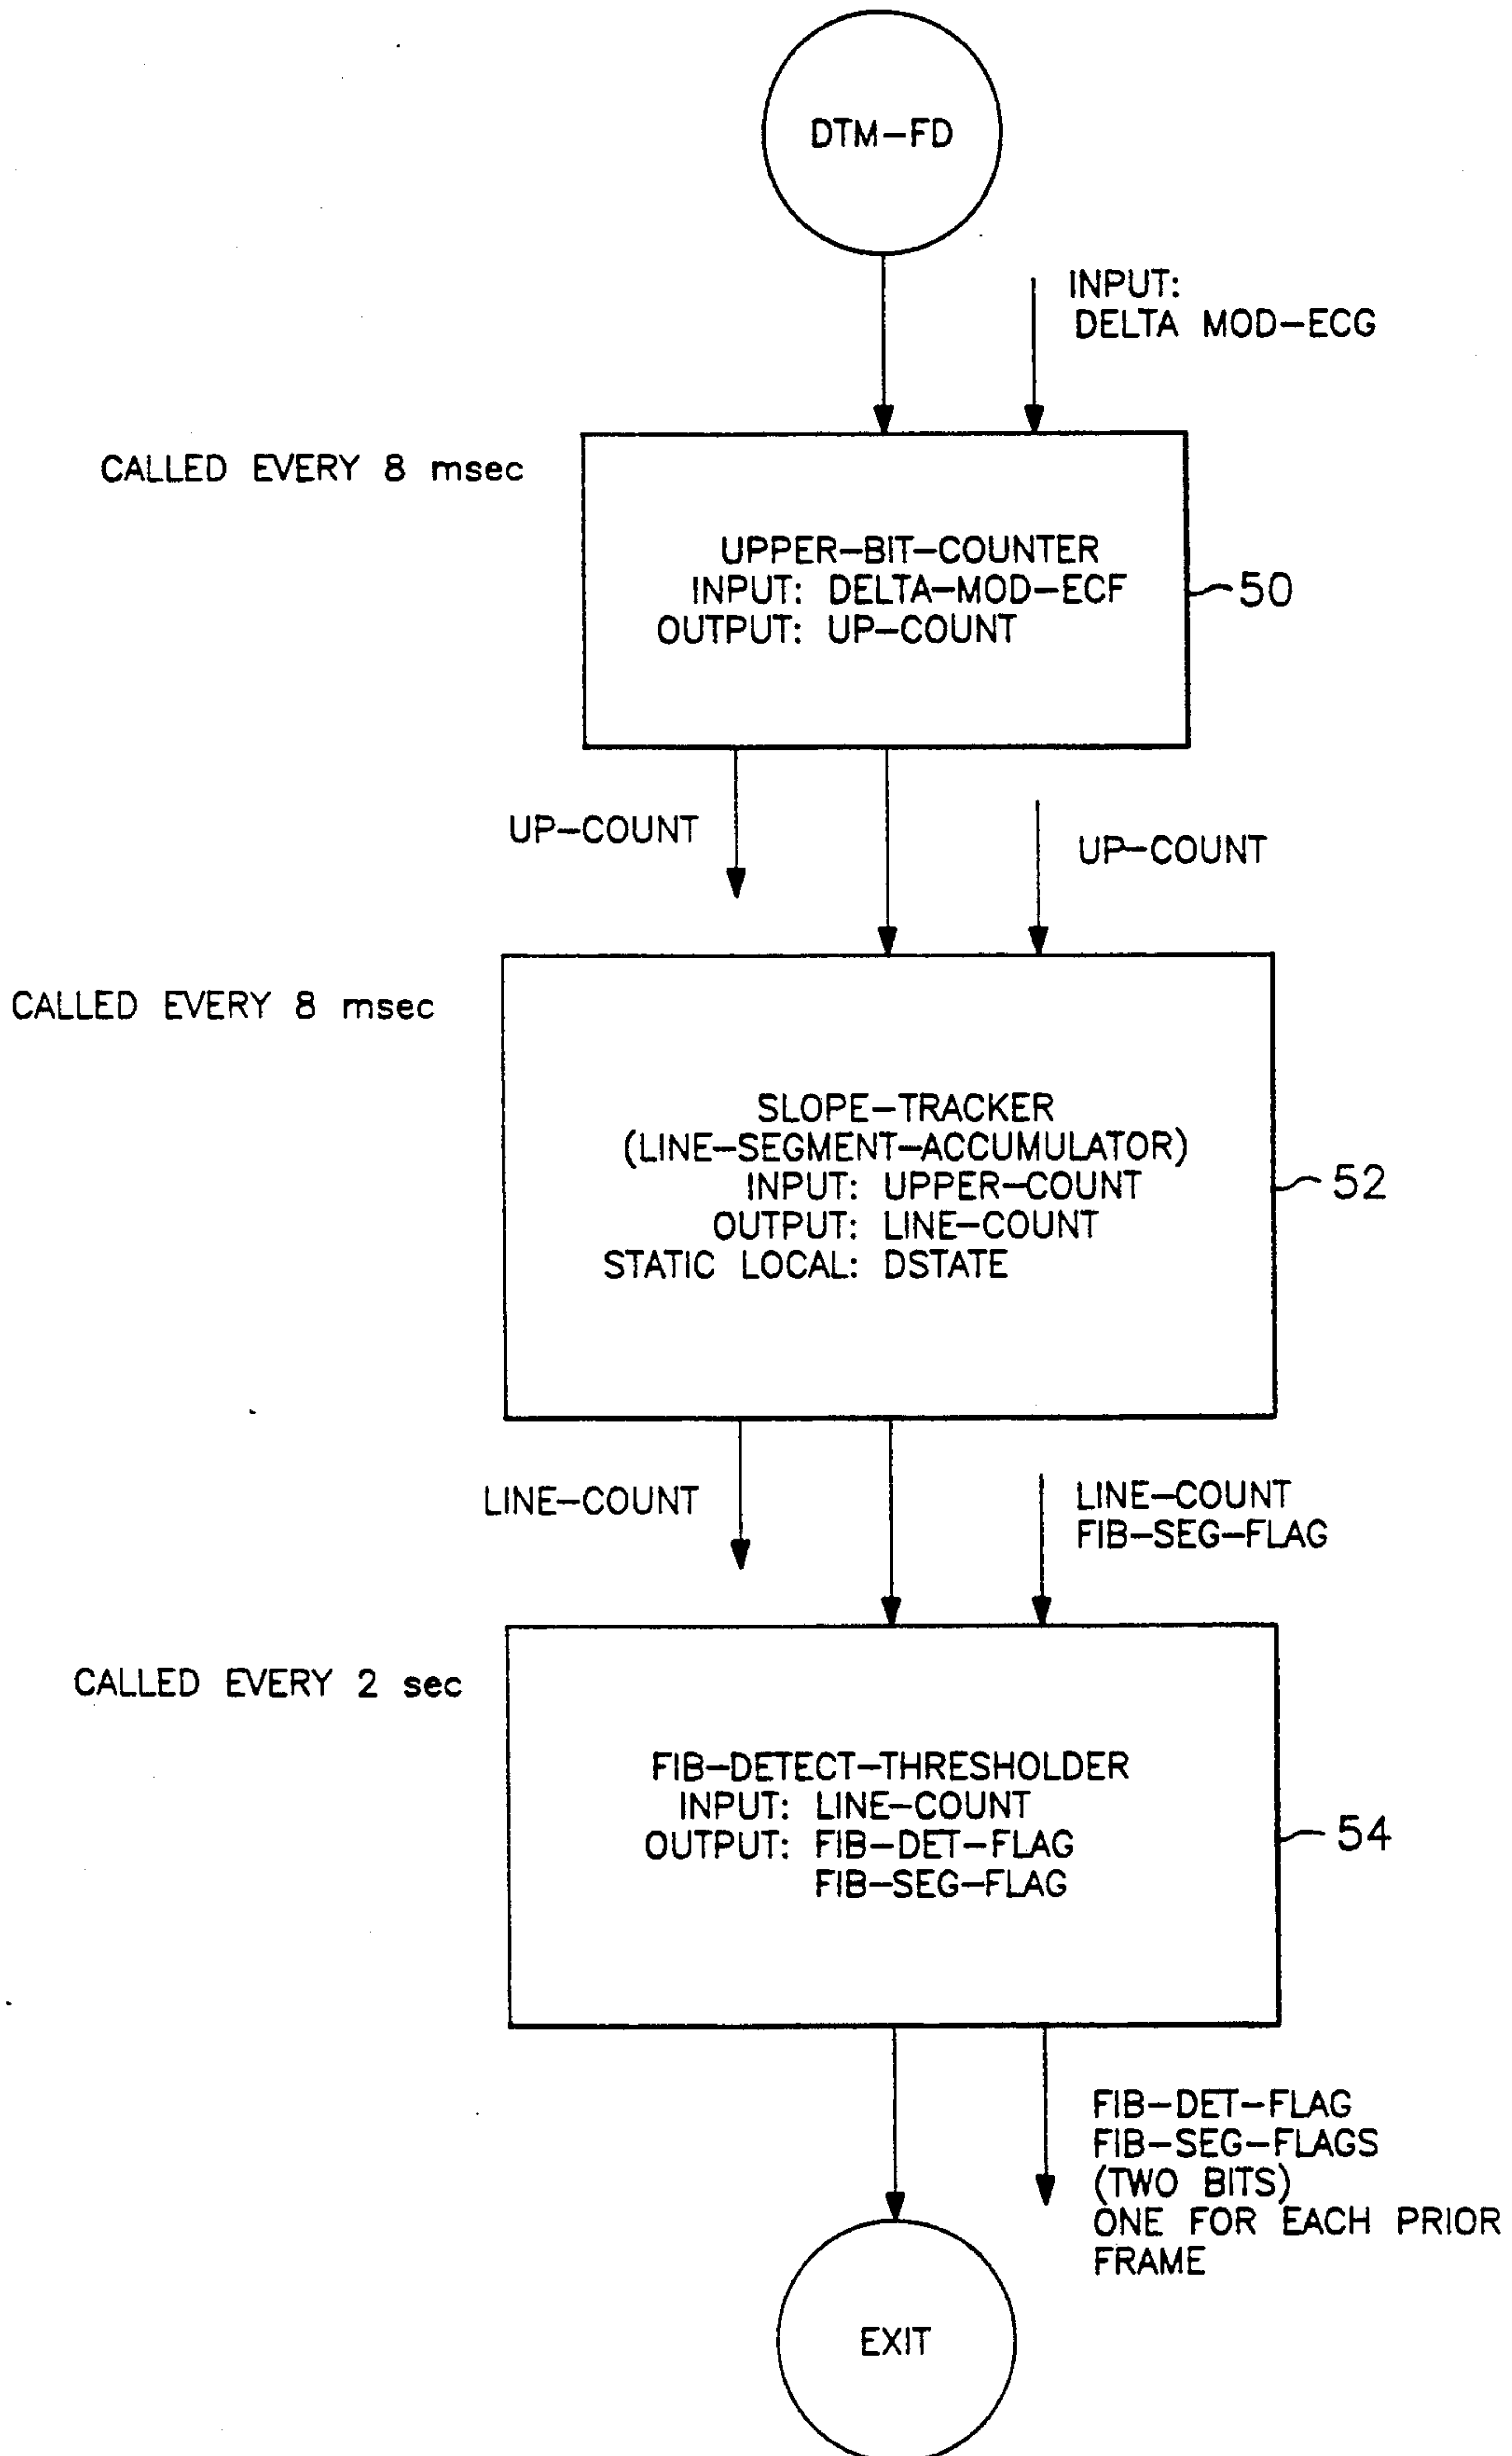 DTM-FD
INPUT:
DELTA MOD-ECG
CALLED EVERY 8 msec
UPPER-BIT-COUNTER
INPUT: DELTA-MOD-ECF
OUTPUT: UP-COUNT
50
UP-COUNT
UP-COUNT
CALLED EVERY 8 msec
SLOPE-TRACKER
(LINE-SEGMENT-ACCUMULATOR)
INPUT: UPPER-COUNT
OUTPUT: LINE-COUNT
STATIC LOCAL: DSTATE
52
LINE-COUNT
LINE-COUNT
FIB-SEG-FLAG
CALLED EVERY 2 sec
FIB-DETECT-THRESHOLDER
INPUT: LINE-COUNT
OUTPUT: FIB-DET-FLAG
FIB-SEG-FLAG
54
FIB-DET-FLAG
FIB-SEG-FLAGS
(TWO BITS)
ONE FOR EACH PRIOR
FRAME
EXIT